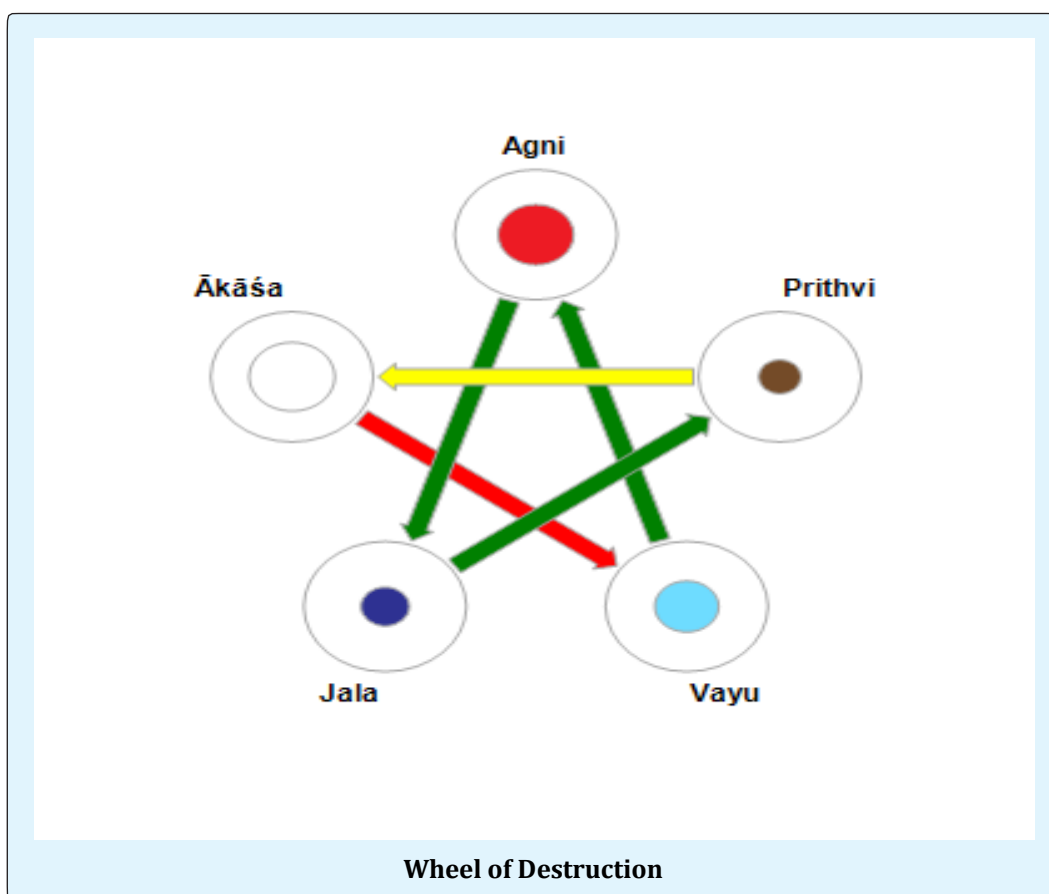 Agni
Ākāśa
Prithvi
Jala
Vayu
Wheel of Destruction